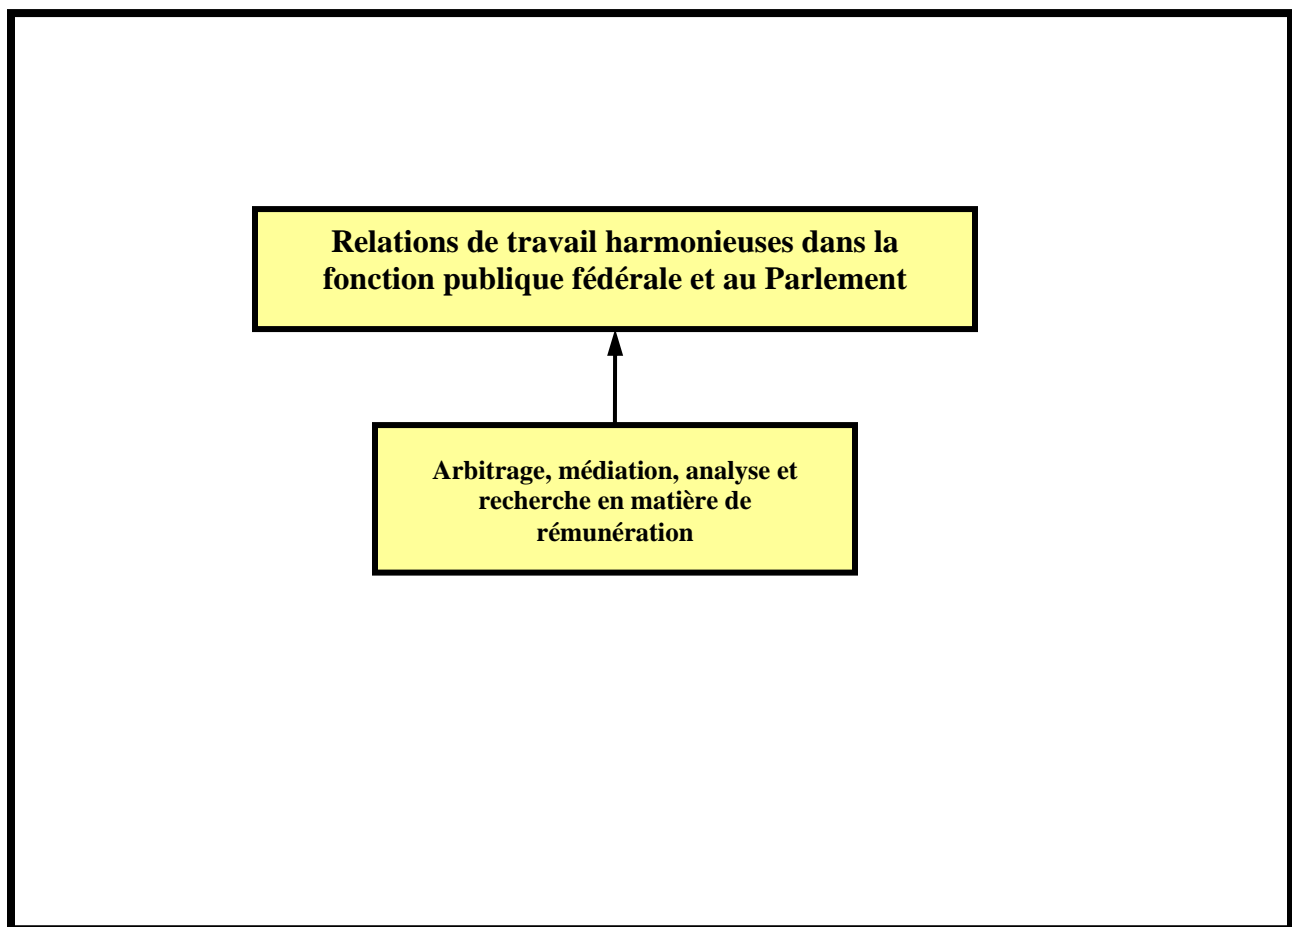 Relations de travail harmonieuses dans la
fonction publique fédérale et au Parlement
Arbitrage, médiation, analyse et
recherche en matière de
rémunération